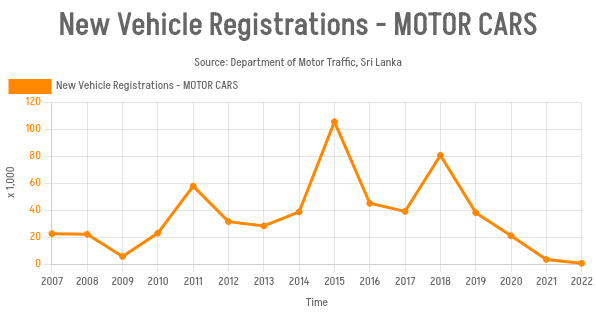 New Vehicle Registrations - MOTOR CARS
Source: Department of Motor Traffic, Sri Lanka
New Vehicle Registrations - MOTOR CARS
120
100
80
60
40
20
0
x 1,000
2007 2008 2009 2010 2011 2012 2013 2014 2015 2016 2017 2018 2019 2020 2021 2022
Time